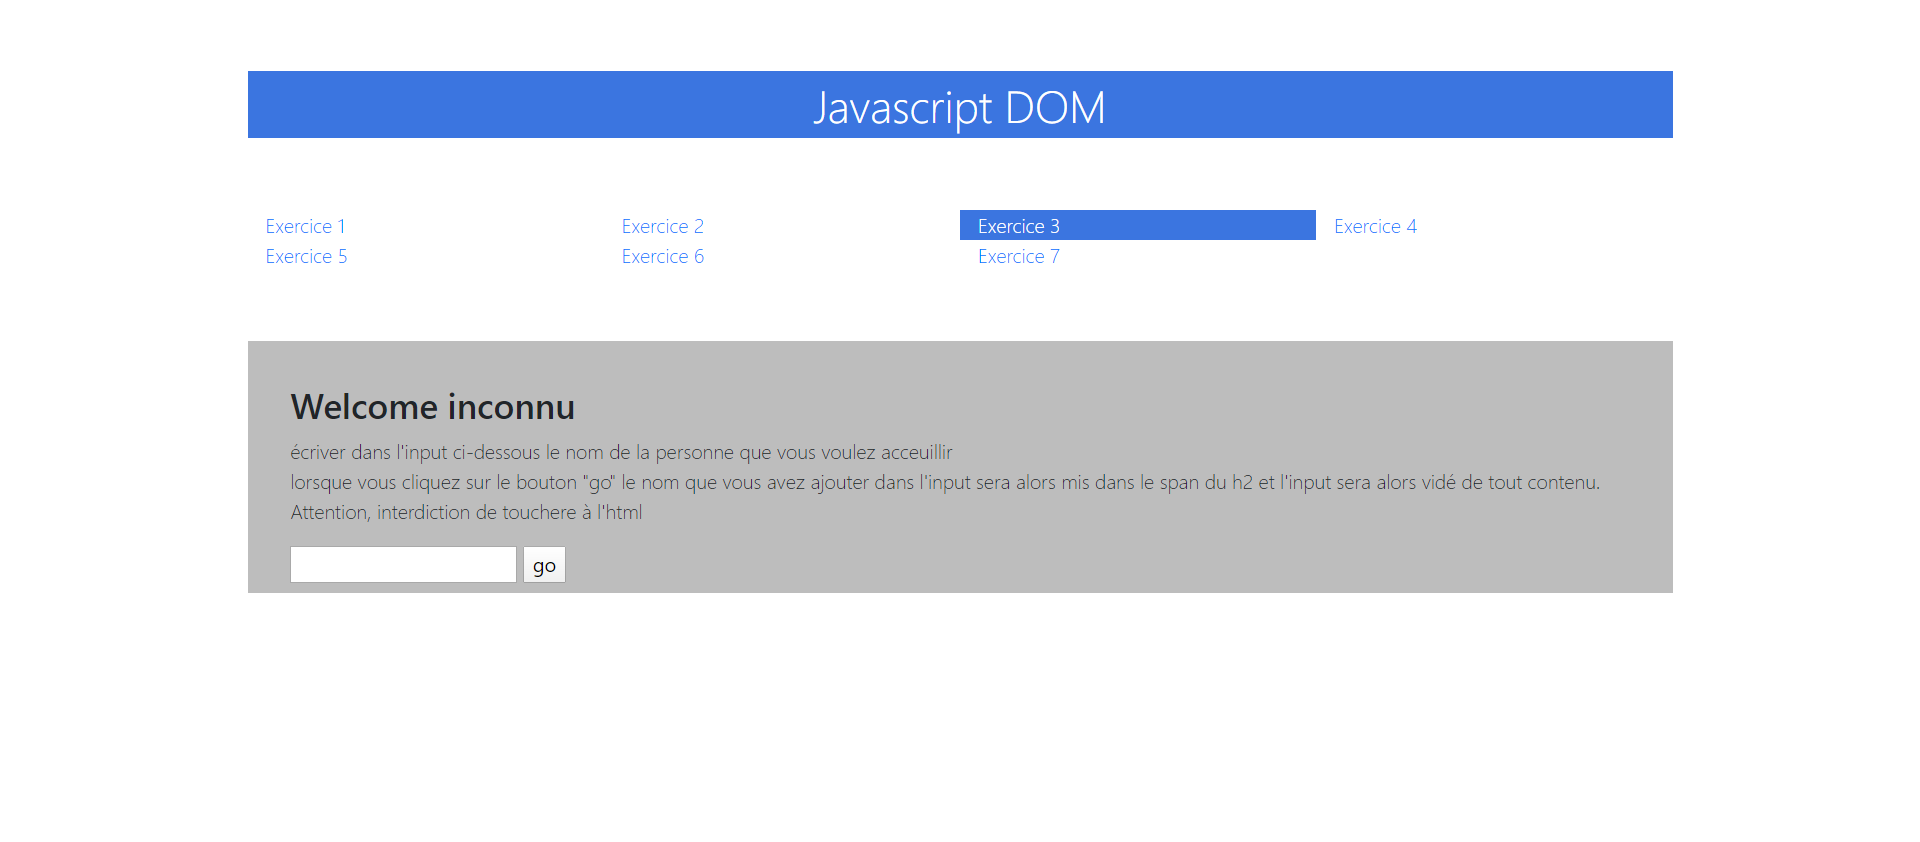 Javascript DOM
Exercice 1 Exercice 2 Exercice 3 Exercice 4
Exercice 5 Exercice 6 Exercice 7
Welcome inconnu
écriver dans l'input ci-dessous le nom de la personne que vous voulez acceuillir
lorsque vous cliquez sur le bouton "go" le nom que vous avez ajouter dans l'input sera alors mis dans le span du h2 et l'input sera alors vidé de tout contenu.
Attention, interdiction de touchere à l'html
go